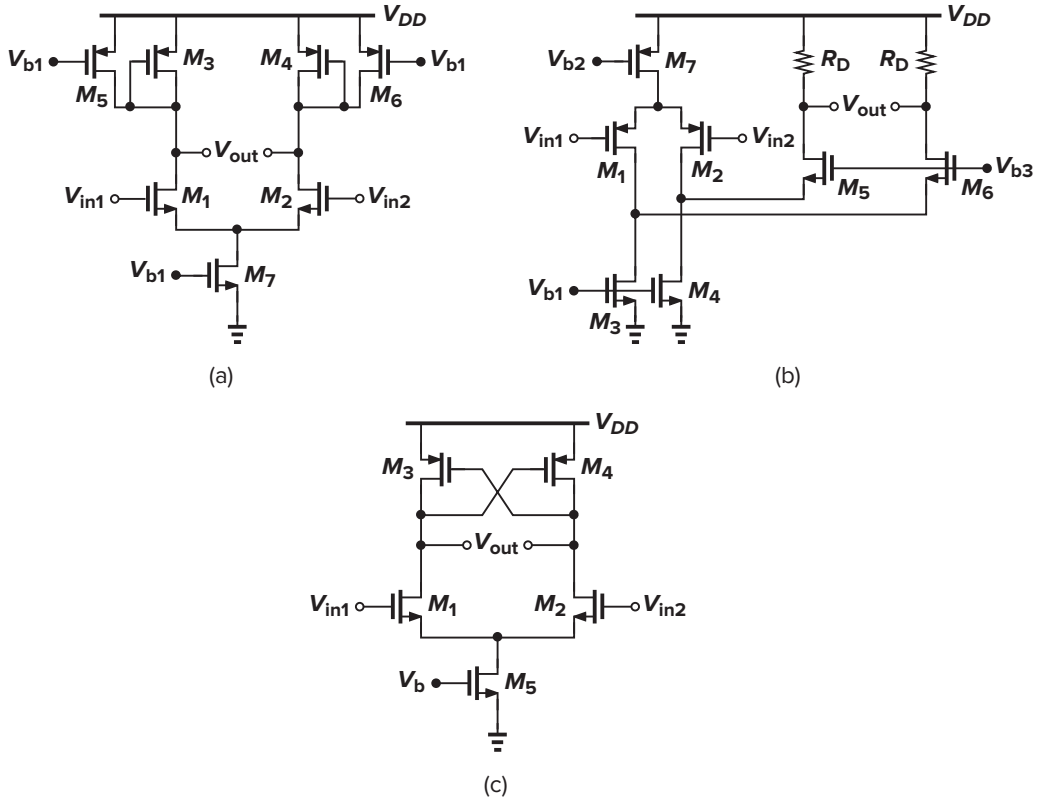 V_DD
V_b1 M_3 M_4 V_b1
M_5 M_6
V_out
V_in1 M_1 M_2 V_in2
V_b1 M_7
(a)
V_DD
V_b2 M_7 R_D R_D
V_out
V_in1 V_in2
M_1 M_2 M_5 M_6 V_b3
V_b1 M_4
M_3
(b)
V_DD
M_3 M_4
V_out
V_in1 M_1 M_2 V_in2
V_b M_5
(c)